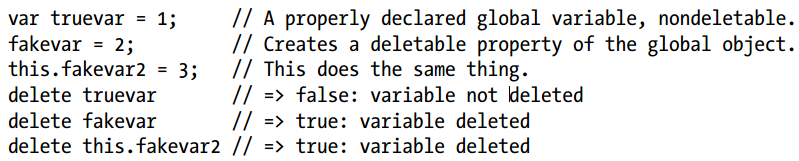 var truevar = 1;     // A properly declared global variable, nondeletable.
fakevar = 2;         // Creates a deletable property of the global object.
this.fakevar2 = 3;   // This does the same thing.
delete truevar       // => false: variable not deleted
delete fakevar       // => true: variable deleted
delete this.fakevar2 // => true: variable deleted